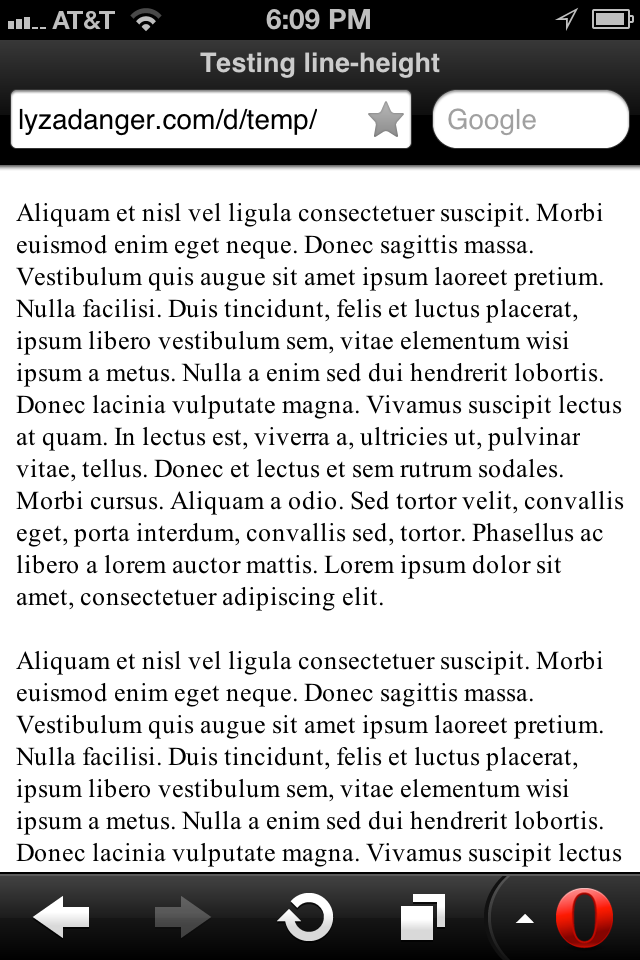 AT&T 6:09 PM
Testing line-height
lyzadanger.com/d/temp/ Google
Aliquam et nisl vel ligula consectetuer suscipit. Morbi
euismod enim eget neque. Donec sagittis massa.
Vestibulum quis augue sit amet ipsum laoreet pretium.
Nulla facilisi. Duis tincidunt, felis et luctus placerat,
ipsum libero vestibulum sem, vitae elementum wisi
ipsum a metus. Nulla a enim sed dui hendrerit lobortis.
Donec lacinia vulputate magna. Vivamus suscipit lectus
at quam. In lectus est, viverra a, ultricies ut, pulvinar
vitae, tellus. Donec et lectus et sem rutrum sodales.
Morbi cursus. Aliquam a odio. Sed tortor velit, convallis
eget, porta interdum, convallis sed, tortor. Phasellus ac
libero a lorem auctor mattis. Lorem ipsum dolor sit
amet, consectetuer adipiscing elit.
Aliquam et nisl vel ligula consectetuer suscipit. Morbi
euismod enim eget neque. Donec sagittis massa.
Vestibulum quis augue sit amet ipsum laoreet pretium.
Nulla facilisi. Duis tincidunt, felis et luctus placerat,
ipsum libero vestibulum sem, vitae elementum wisi
ipsum a metus. Nulla a enim sed dui hendrerit lobortis.
Donec lacinia vulputate magna. Vivamus suscipit lectus